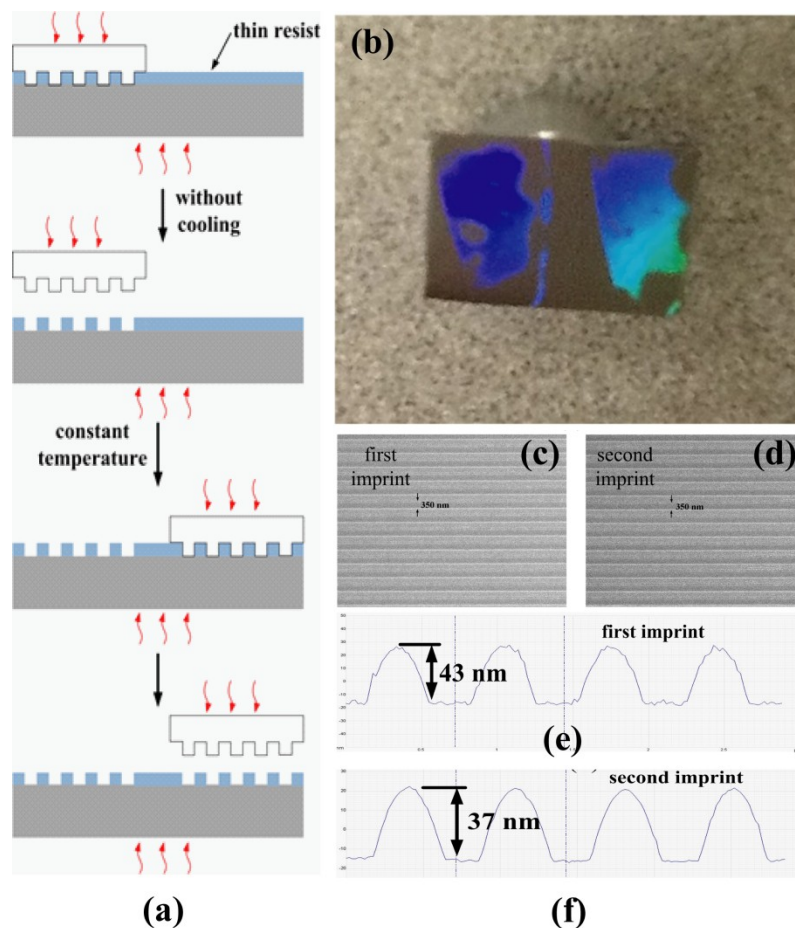 thin resist
without
cooling
constant
temperature
(a)
(b)
first
imprint
350 nm
(c)
second
imprint
350 nm
(d)
first imprint
43 nm
(e)
second imprint
37 nm
(f)